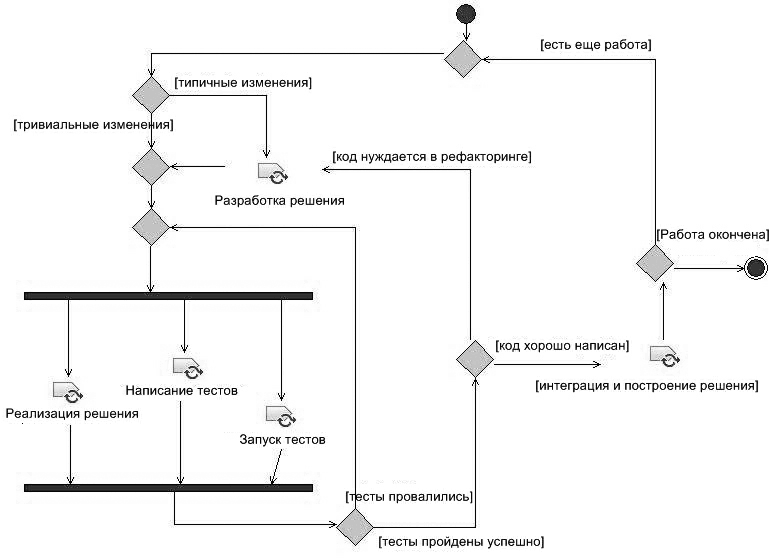 [есть еще работа]
[типичные изменения]
[тривиальные изменения]
[код нуждается в рефакторинге]
Разработка решения
[Работа окончена]
[код хорошо написан]
[интеграция и построение решения]
Написание тестов
Реализация решения
Запуск тестов
[тесты провалились]
[тесты пройдены успешно]